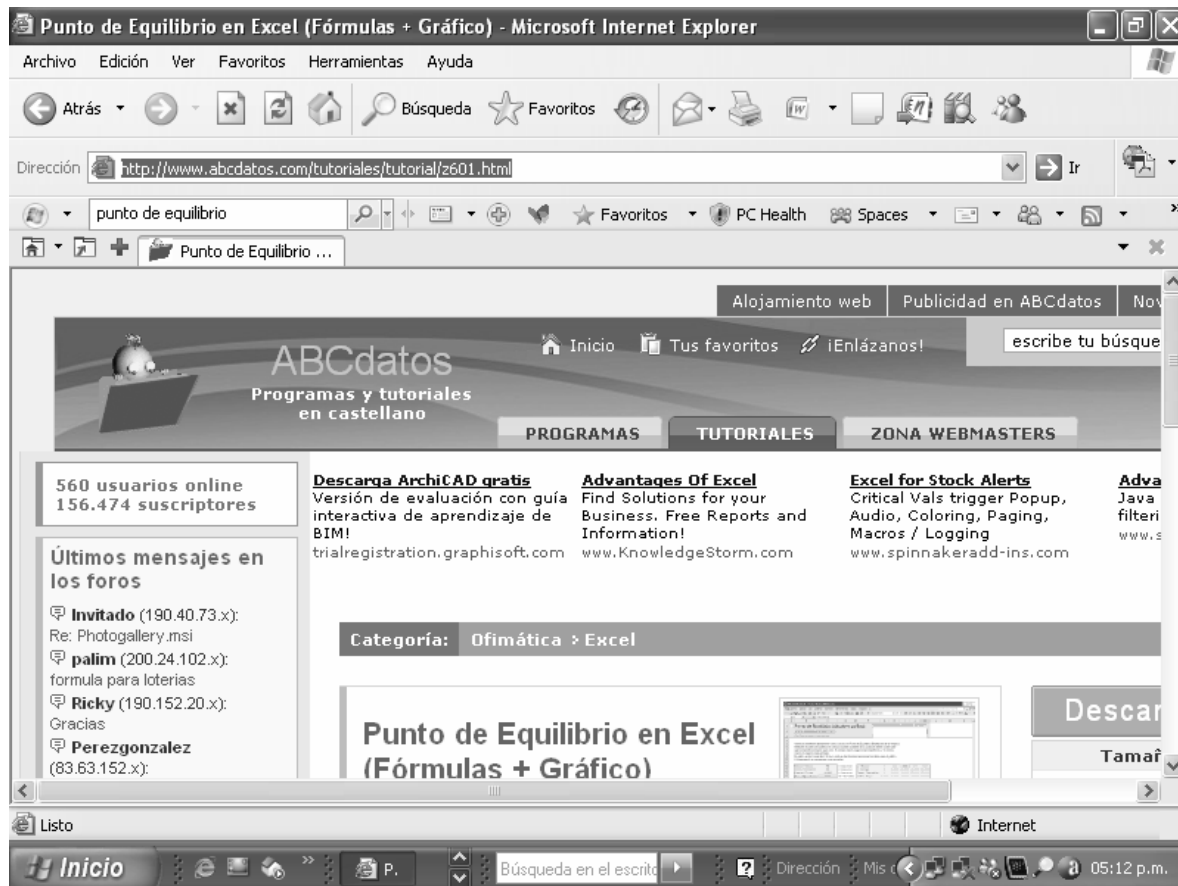 Punto de Equilibrio en Excel (Fórmulas + Gráfico) - Microsoft Internet Explorer
Archivo Edición Ver Favoritos Herramientas Ayuda
Atrás Búsqueda Favoritos
Dirección http://www.abcdatos.com/tutoriales/tutorial/z601.html Ir
punto de equilibrio Favoritos PC Health Spaces
Punto de Equilibrio ...
Alojamiento web Publicidad en ABCdatos Nov
Inicio Tus favoritos ¡Enlázanos! escribe tu búsque
ABCdatos
Programas y tutoriales
en castellano
PROGRAMAS TUTORIALES ZONA WEBMASTERS
560 usuarios online
156.474 suscriptores
Últimos mensajes en
los foros
Invitado (190.40.73.x):
Re: Photogallery.msi
palim (200.24.102.x):
formula para loterias
Ricky (190.152.20.x):
Gracias
Perezgonzalez
(83.63.152.x):
Descarga ArchiCAD gratis
Versión de evaluación con guía
interactiva de aprendizaje de
BIM!
trialregistration.graphisoft.com
Advantages Of Excel
Find Solutions for your
Business. Free Reports and
Information!
www.KnowledgeStorm.com
Excel for Stock Alerts
Critical Vals trigger Popup,
Audio, Coloring, Paging,
Macros / Logging
www.spinnakeradd-ins.com
Adva
Java
filteri
www.s
Categoría: Ofimática > Excel
Punto de Equilibrio en Excel
(Fórmulas + Gráfico)
Descar
Tamañ
Listo Internet
Inicio P. Búsqueda en el escrito Dirección Mis 05:12 p.m.